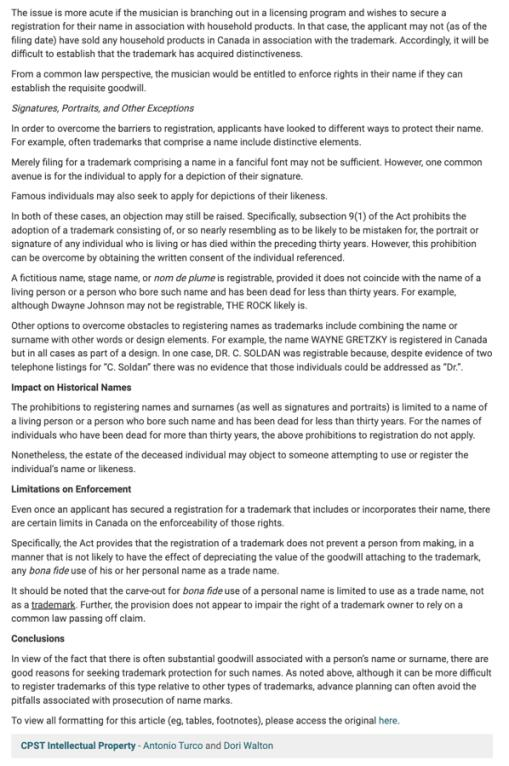 The issue is more acute if the musician is branching out in a licensing program and wishes to secure a
registration for their name in association with household products. In that case, the applicant may not (as of the
filing date) have sold any household products in Canada in association with the trademark. Accordingly, it will be
difficult to establish that the trademark has acquired distinctiveness.
From a common law perspective, the musician would be entitled to enforce rights in their name if they can
establish the requisite goodwill.
Signatures, Portraits, and Other Exceptions
In order to overcome the barriers to registration, applicants have looked to different ways to protect their name.
For example, often trademarks that comprise a name include distinctive elements.
Merely filing for a trademark comprising a name in a fanciful font may not be sufficient. However, one common
avenue is for the individual to apply for a depiction of their signature.
Famous individuals may also seek to apply for depictions of their likeness.
In both of these cases, an objection may still be raised. Specifically, subsection 9(1) of the Act prohibits the
adoption of a trademark consisting of, or so nearly resembling as to be likely to be mistaken for, the portrait or
signature of any individual who is living or has died within the preceding thirty years. However, this prohibition
can be overcome by obtaining the written consent of the individual referenced.
A fictitious name, stage name, or nom de plume is registrable, provided it does not coincide with the name of a
living person or a person who bore such name and has been dead for less than thirty years. For example,
although Dwayne Johnson may not be registrable, THE ROCK likely is.
Other options to overcome obstacles to registering names as trademarks include combining the name or
surname with other words or design elements. For example, the name WAYNE GRETZKY is registered in Canada
but in all cases as part of a design. In one case, DR. C. SOLDAN was registrable because, despite evidence of two
telephone listings for "C. Soldan" there was no evidence that those individuals could be addressed as "Dr.".
Impact on Historical Names
The prohibitions to registering names and surnames (as well as signatures and portraits) is limited to a name of
a living person or a person who bore such name and has been dead for less than thirty years. For the names of
individuals who have been dead for more than thirty years, the above prohibitions to registration do not apply.
Nonetheless, the estate of the deceased individual may object to someone attempting to use or register the
individual's name or likeness.
Limitations on Enforcement
Even once an applicant has secured a registration for a trademark that includes or incorporates their name, there
are certain limits in Canada on the enforceability of those rights.
Specifically, the Act provides that the registration of a trademark does not prevent a person from making, in a
manner that is not likely to have the effect of depreciating the value of the goodwill attaching to the trademark,
any bona fide use of his or her personal name as a trade name.
It should be noted that the carve-out for bona fide use of a personal name is limited to use as a trade name, not
as a trademark. Further, the provision does not appear to impair the right of a trademark owner to rely on a
common law passing off claim.
Conclusions
In view of the fact that there is often substantial goodwill associated with a person's name or surname, there are
good reasons for seeking trademark protection for such names. As noted above, although it can be more difficult
to register trademarks of this type relative to other types of trademarks, advance planning can often avoid the
pitfalls associated with prosecution of name marks.
To view all formatting for this article (eg, tables, footnotes), please access the original here.
CPST Intellectual Property - Antonio Turco and Dori Walton